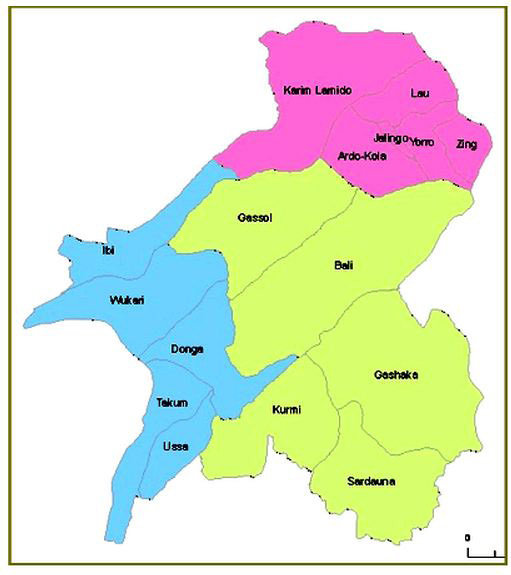 Karim Lamido
Lau
Jalingo
Yorro
Zing
Ardo-Kola
Gassol
Ibi
Bali
Wukari
Donga
Gashaka
Takum
Kurmi
Ussa
Sardauna
0